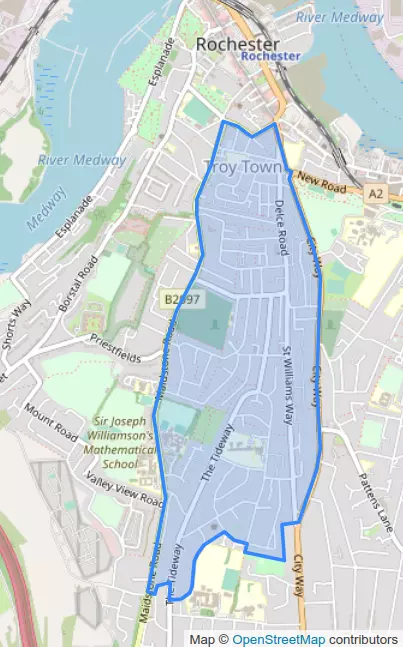 River Medway
Rochester
Rochester
Esplanade
River Medway
Troy Town
New Road
A2
Medway
Esplanade
Delce Road
City Way
Borstal Road
B2097
Shorts Way
Maidstone Road
Priestfields
St Williams Way
City Way
Mount Road
Sir Joseph
Williamson's
Mathematical
School
The Tideway
Valley View Road
Pattens Lane
Maidstone Road
The Tideway
City Way
Map © OpenStreetMap contributors